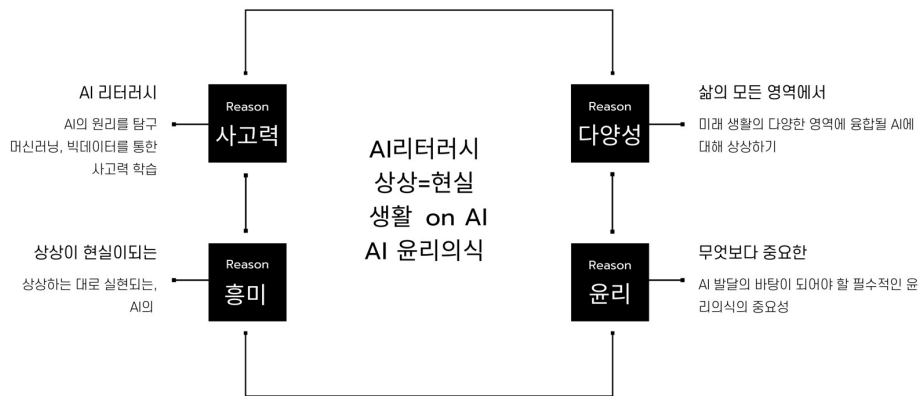 AI 리터러시
AI의 원리를 탐구
머신러닝, 빅데이터를 통한
사고력 학습
Reason
사고력
상상이 현실이되는
상상하는 대로 실현되는,
AI의
Reason
흥미
AI리터러시
상상=현실
생활 on AI
AI 윤리의식
Reason
다양성
삶의 모든 영역에서
미래 생활의 다양한 영역에 융합될 AI에
대해 상상하기
Reason
윤리
무엇보다 중요한
AI 발달의 바탕이 되어야 할 필수적인 윤
리의식의 중요성